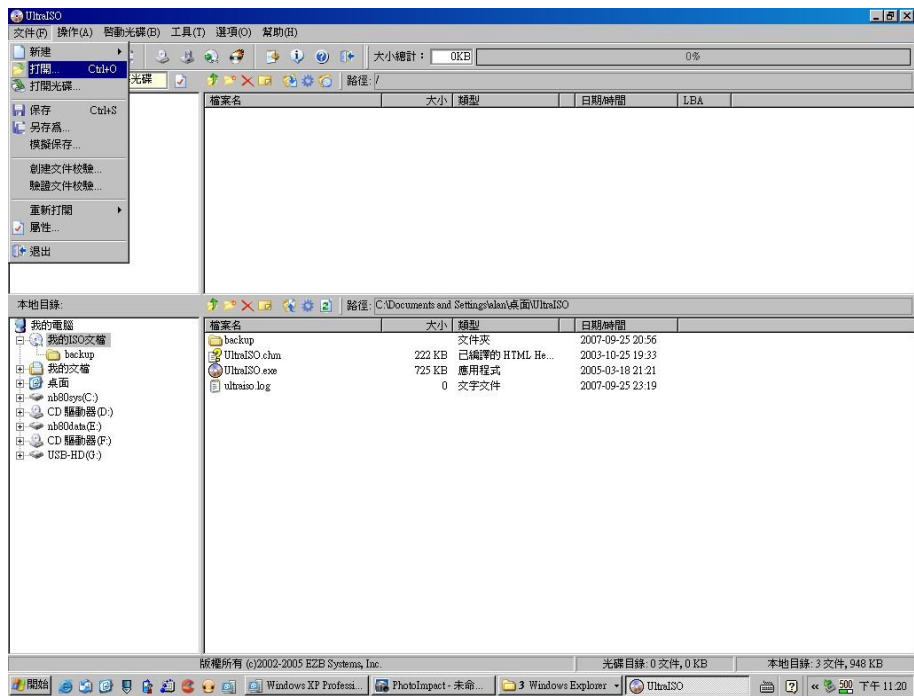 UltraISO
文件(F) 操作(A) 啓動光碟(B) 工具(T) 選項(O) 幫助(H)
新建
打開... Ctrl+O
打開光碟...
保存 Ctrl+S
另存爲...
模擬保存...
創建文件校驗...
驗證文件校驗...
重新打開
屬性...
退出
大小總計： 0KB 0%
光碟 路徑: /
檔案名 大小 類型 日期/時間 LBA
本地目錄: 路徑: C:\Documents and Settings\alan\桌面\UltraISO
我的電腦
我的ISO文檔
backup
我的文檔
桌面
nb80sys(C:)
CD 驅動器(D:)
nb80data(E:)
CD 驅動器(F:)
USB-HD(G:)
檔案名 大小 類型 日期/時間
backup 文件夾 2007-09-25 20:56
UltraISO.chm 222 KB 已編譯的 HTML He... 2003-10-25 19:33
UltraISO.exe 725 KB 應用程式 2005-03-18 21:21
ultraiso.log 0 文字文件 2007-09-25 23:19
版權所有 (c)2002-2005 EZB Systems, Inc. 光碟目錄: 0 文件, 0 KB 本地目錄: 3 文件, 948 KB
開始 Windows XP Professi... PhotoImpact - 未命... 3 Windows Explorer UltraISO « 500 下午 11:20